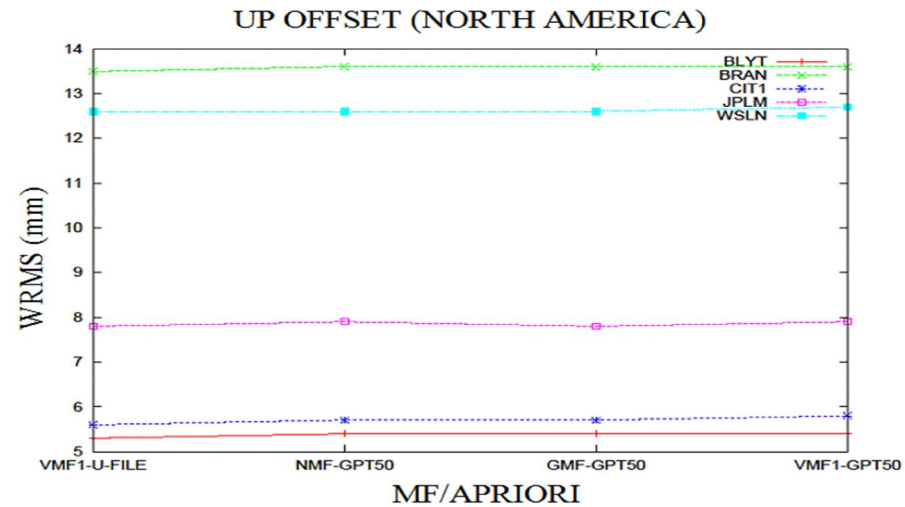 UP OFFSET (NORTH AMERICA)
14
13
12
11
10
9
8
7
6
5
WRMS (mm)
BLYT
BRAN
CIT1
JPLM
WSLN
VMF1-U-FILE NMF-GPT50 GMF-GPT50 VMF1-GPT50
MF/APRIORI